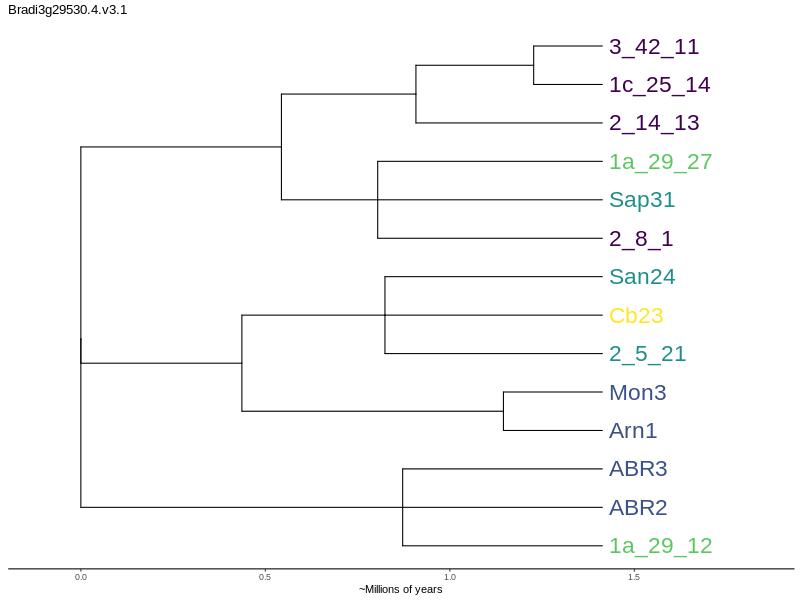 Bradi3g29530.4.v3.1
3_42_11
1c_25_14
2_14_13
1a_29_27
Sap31
2_8_1
San24
Cb23
2_5_21
Mon3
Arn1
ABR3
ABR2
1a_29_12
0.0 0.5 1.0 1.5
~Millions of years